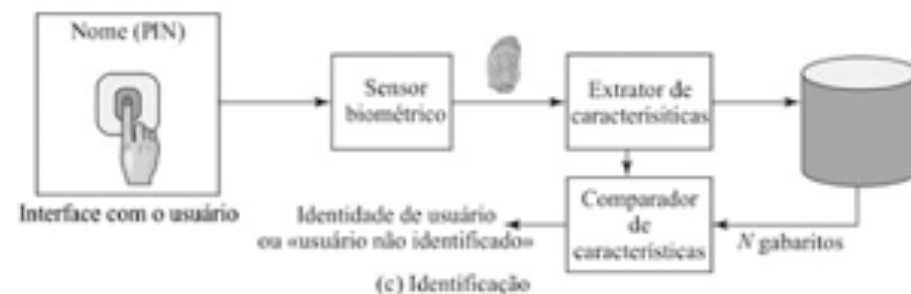 Nome (PIN)
Interface com o usuário
Sensor
biométrico
Extrator de
caracterísiticas
Comparador
de
características
N gabaritos
Identidade de usuário
ou «usuário não identificado»
(c) Identificação